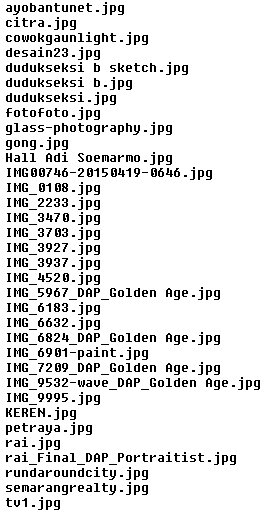 ayobantunet.jpg
citra.jpg
cowokgaunlight.jpg
desain23.jpg
dudukseksi b sketch.jpg
dudukseksi b.jpg
dudukseksi.jpg
fotofoto.jpg
glass-photography.jpg
gong.jpg
Hall Adi Soemarmo.jpg
IMG00746-20150419-0646.jpg
IMG_0108.jpg
IMG_2233.jpg
IMG_3470.jpg
IMG_3703.jpg
IMG_3927.jpg
IMG_3937.jpg
IMG_4520.jpg
IMG_5967_DAP_Golden Age.jpg
IMG_6183.jpg
IMG_6632.jpg
IMG_6824_DAP_Golden Age.jpg
IMG_6901-paint.jpg
IMG_7209_DAP_Golden Age.jpg
IMG_9532-wave_DAP_Golden Age.jpg
IMG_9995.jpg
KEREN.jpg
petraya.jpg
rai.jpg
rai_Final_DAP_Portraitist.jpg
rundaroundcity.jpg
semarangrealty.jpg
tv1.jpg